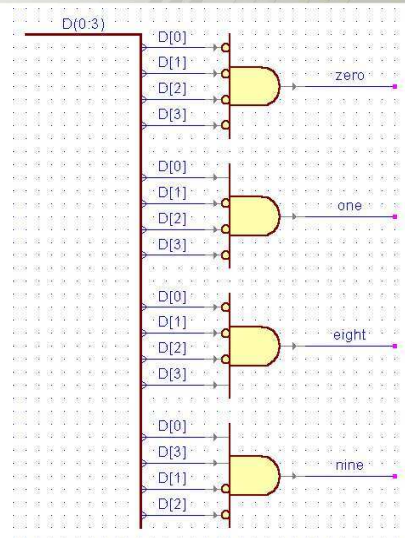 D(0:3)
D[0]
D[1]
D[2]
D[3]
zero
D[0]
D[1]
D[2]
D[3]
one
D[0]
D[1]
D[2]
D[3]
eight
D[0]
D[3]
D[1]
D[2]
nine